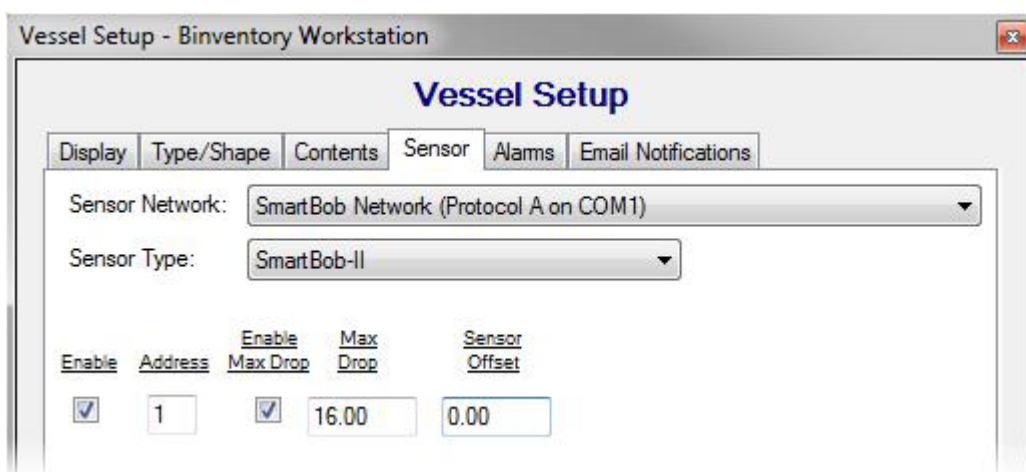 Vessel Setup - Binventory Workstation
x
Vessel Setup
Display Type/Shape Contents Sensor Alarms Email Notifications
Sensor Network: SmartBob Network (Protocol A on COM1)
Sensor Type: SmartBob-II
Enable Address Enable Max Drop Max Drop Sensor Offset
1 16.00 0.00